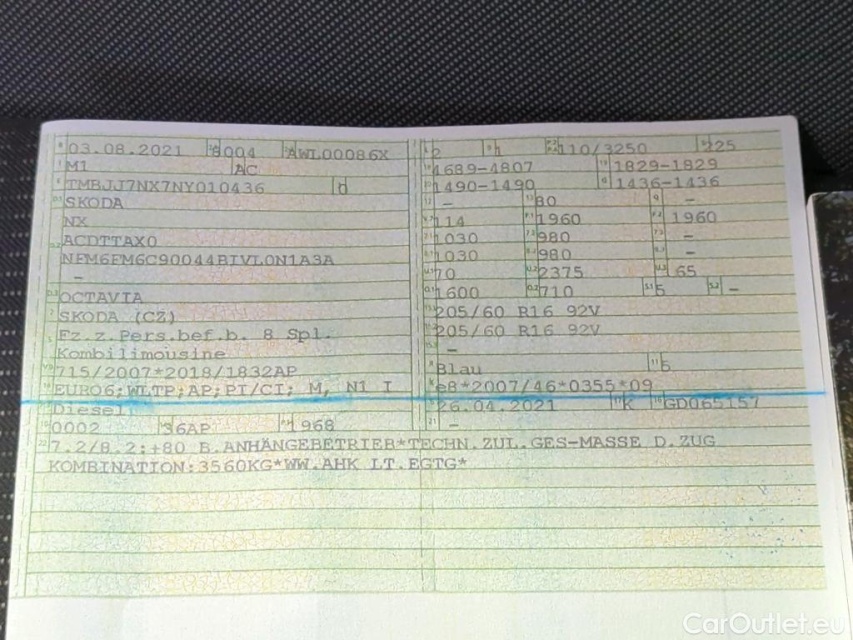 03.08.2021 8004 AWL00086X
M1 AC
TMBJJ7NX7NY010436 0
SKODA
NX
ACDTTAX0
NFM6FM6C90044BIVL0N1A3A
-
OCTAVIA
SKODA (CZ)
Fz.z.Pers.bef.b. 8 Spl.
Kombilimousine
715/2007*2018/1832AP
EURO6;WLTP;AP;PI/CI; M, N1 I
Diesel
0002 36AP 1968
2 1 110/3250 225
4689-4807 1829-1829
1490-1490 1436-1436
- 80 -
114 1960 1960
1030 980 -
1030 980 -
70 2375 65
1600 710 5 -
205/60 R16 92V
205/60 R16 92V
-
Blau 5
e8*2007/46*0355*09
26.04.2021 K GD065157
-
7.2/8.2:+80 B.ANHÄNGEBETRIEB*TECHN.ZUL.GES-MASSE D.ZUG
KOMBINATION:3560KG*WW.AHK LT.EGTG*
CarOutlet.eu